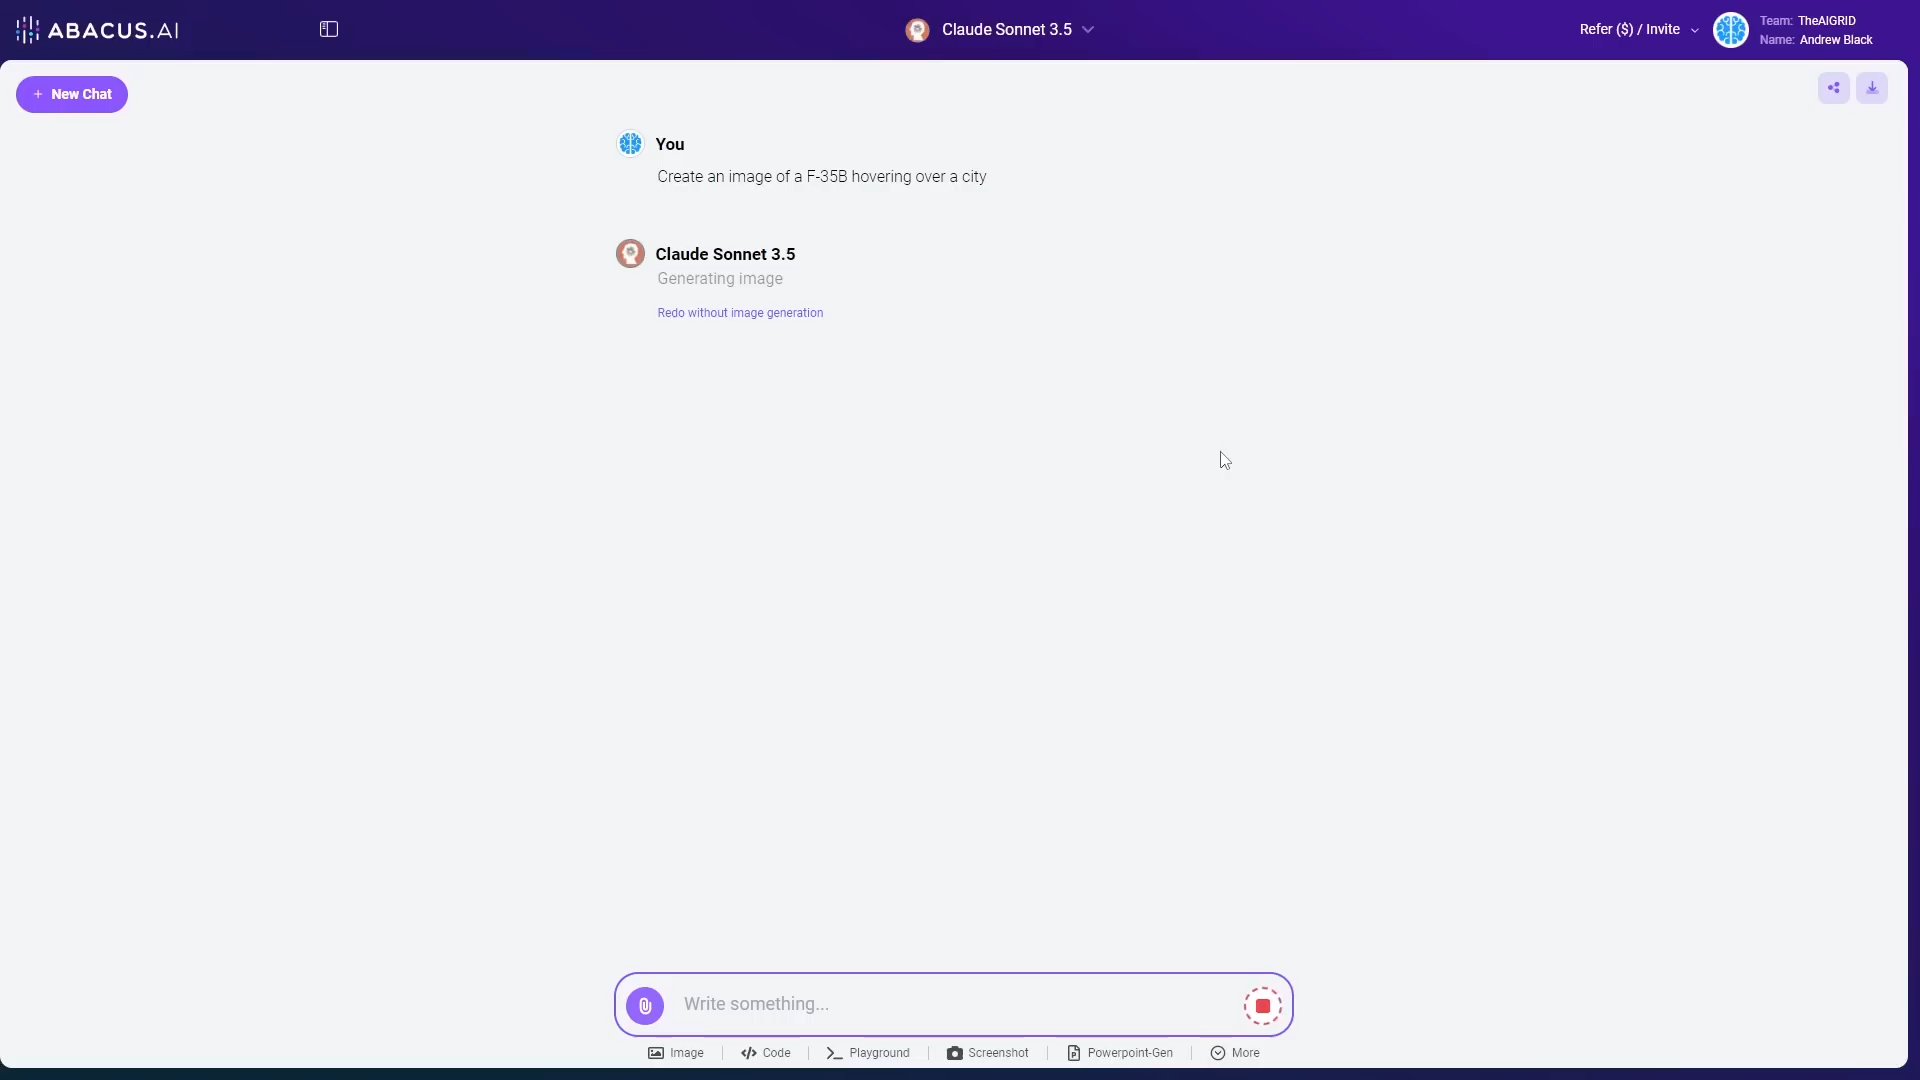 ABACUS.AI
Claude Sonnet 3.5
Refer ($) / Invite
Team: TheAIGRID
Name: Andrew Black
+ New Chat
You
Create an image of a F-35B hovering over a city
Claude Sonnet 3.5
Generating image
Redo without image generation
Write something...
Image
Code
Playground
Screenshot
Powerpoint-Gen
More